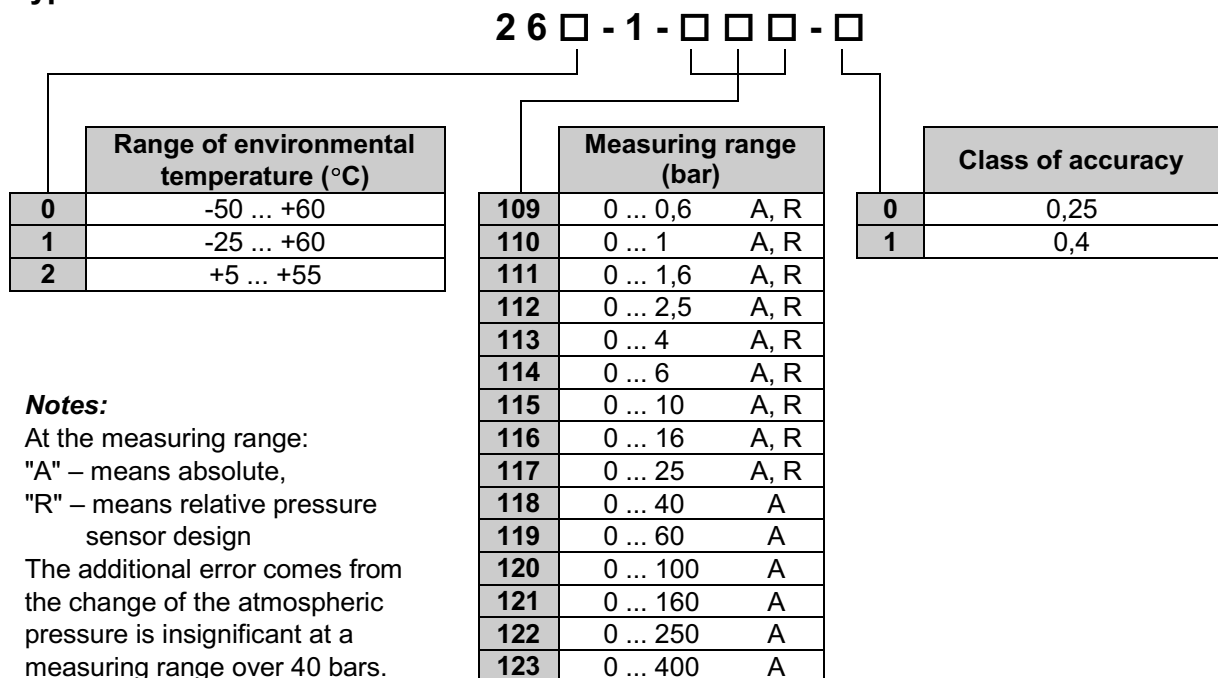 2 6 □ - 1 - □ □ □ - □
Range of environmental
temperature (°C)
0 -50 ... +60
1 -25 ... +60
2 +5 ... +55
Measuring range
(bar)
109 0 ... 0,6 A, R
110 0 ... 1 A, R
111 0 ... 1,6 A, R
112 0 ... 2,5 A, R
113 0 ... 4 A, R
114 0 ... 6 A, R
115 0 ... 10 A, R
116 0 ... 16 A, R
117 0 ... 25 A, R
118 0 ... 40 A
119 0 ... 60 A
120 0 ... 100 A
121 0 ... 160 A
122 0 ... 250 A
123 0 ... 400 A
Class of accuracy
0 0,25
1 0,4
Notes:
At the measuring range:
"A" – means absolute,
"R" – means relative pressure
sensor design
The additional error comes from
the change of the atmospheric
pressure is insignificant at a
measuring range over 40 bars.